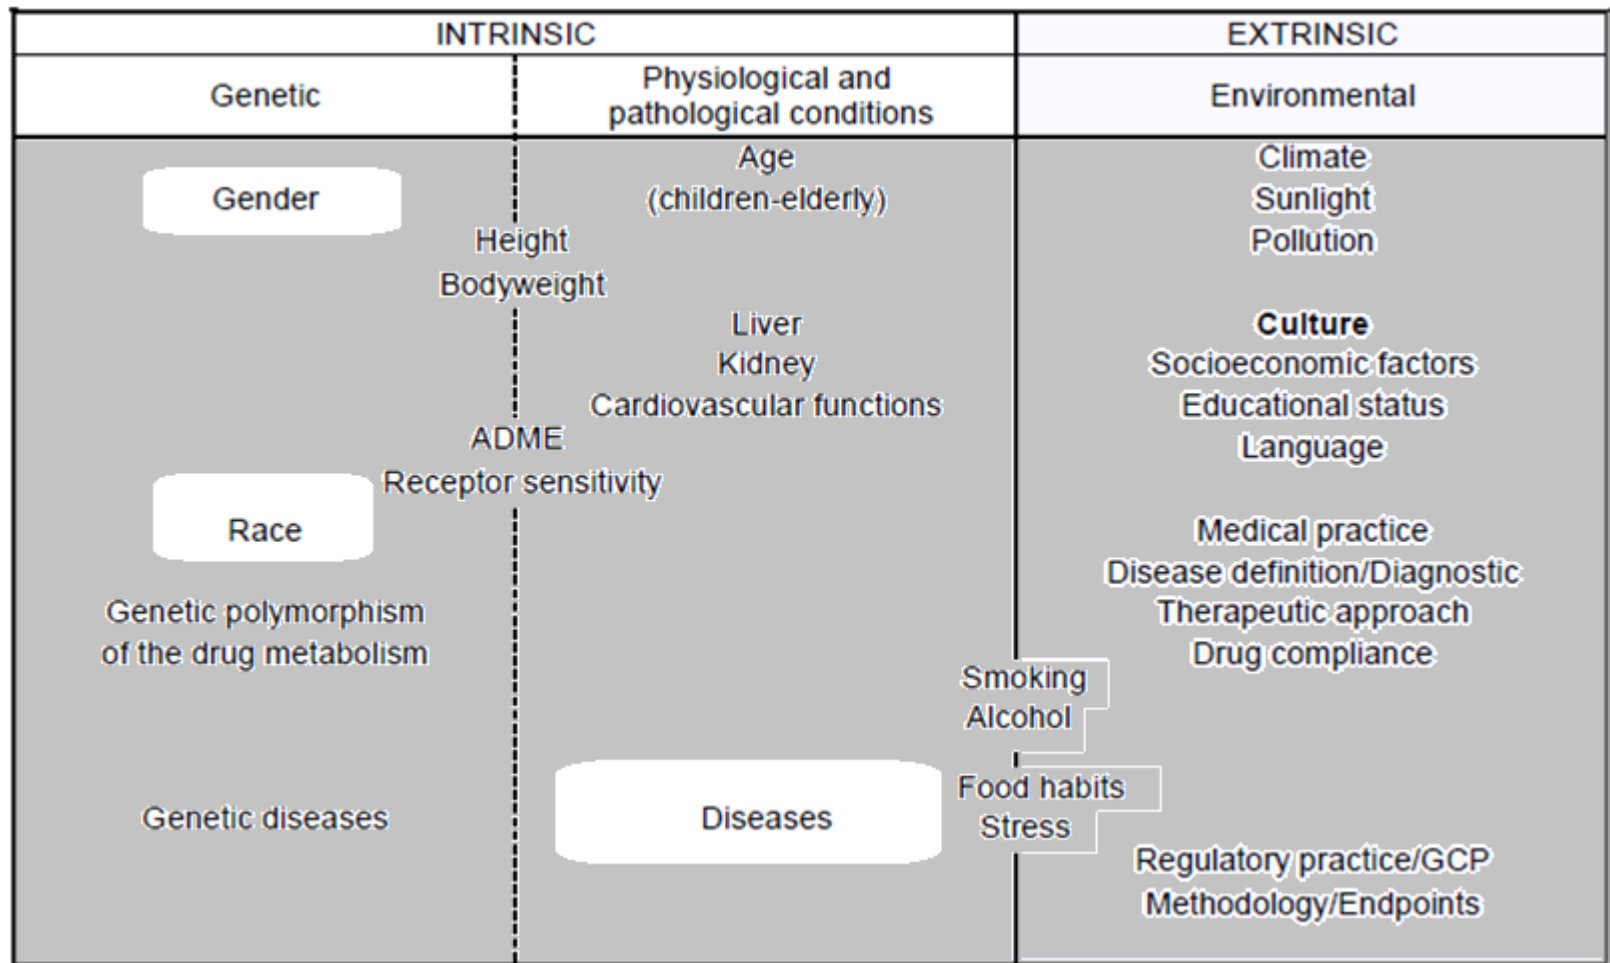 INTRINSIC
EXTRINSIC
Genetic
Physiological and
pathological conditions
Environmental
Gender
Height
Bodyweight
ADME
Receptor sensitivity
Race
Genetic polymorphism
of the drug metabolism
Genetic diseases
Age
(children-elderly)
Liver
Kidney
Cardiovascular functions
Diseases
Smoking
Alcohol
Food habits
Stress
Climate
Sunlight
Pollution
Culture
Socioeconomic factors
Educational status
Language
Medical practice
Disease definition/Diagnostic
Therapeutic approach
Drug compliance
Regulatory practice/GCP
Methodology/Endpoints